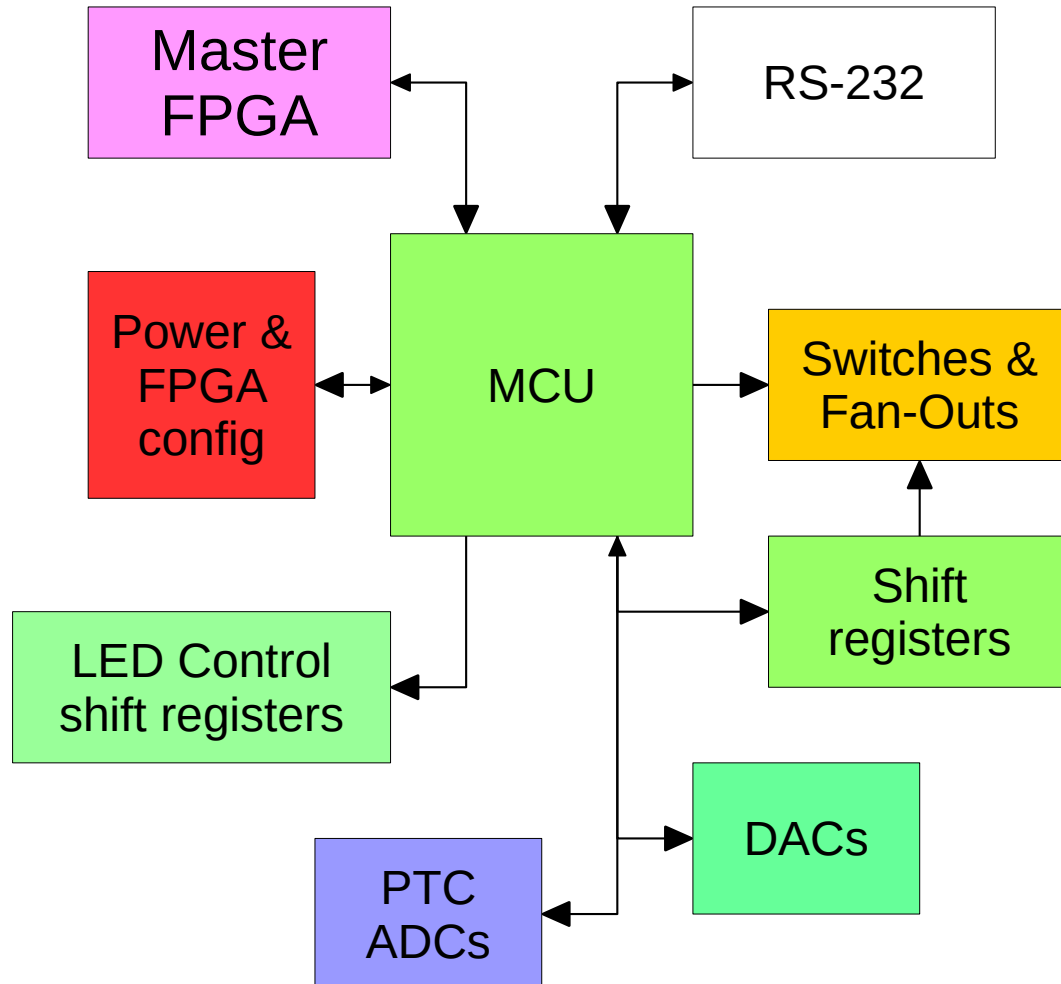 Master
FPGA
RS-232
Power &
FPGA
config
MCU
Switches &
Fan-Outs
Shift
registers
LED Control
shift registers
DACs
PTC
ADCs